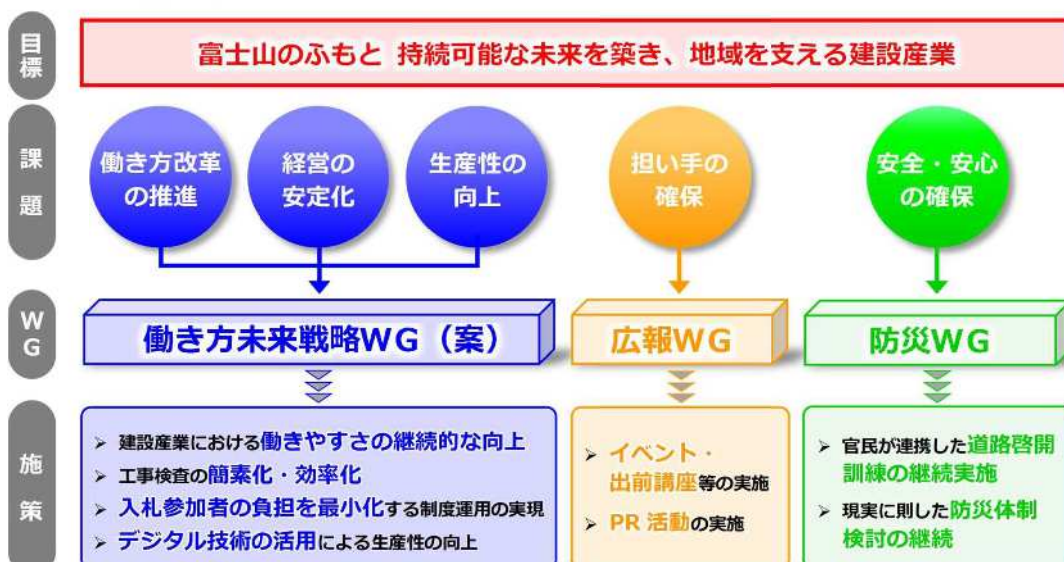 目標
富士山のふもと 持続可能な未来を築き、地域を支える建設産業
課題
働き方改革
の推進
経営の
安定化
生産性の
向上
担い手の
確保
安全・安心
の確保
WG
働き方未来戦略WG（案）
広報WG
防災WG
施策
➢ 建設産業における働きやすさの継続的な向上
➢ 工事検査の簡素化・効率化
➢ 入札参加者の負担を最小化する制度運用の実現
➢ デジタル技術の活用による生産性の向上
➢ イベント・
出前講座等の実施
➢ PR 活動の実施
➢ 官民が連携した道路啓開
訓練の継続実施
➢ 現実に則した防災体制
検討の継続